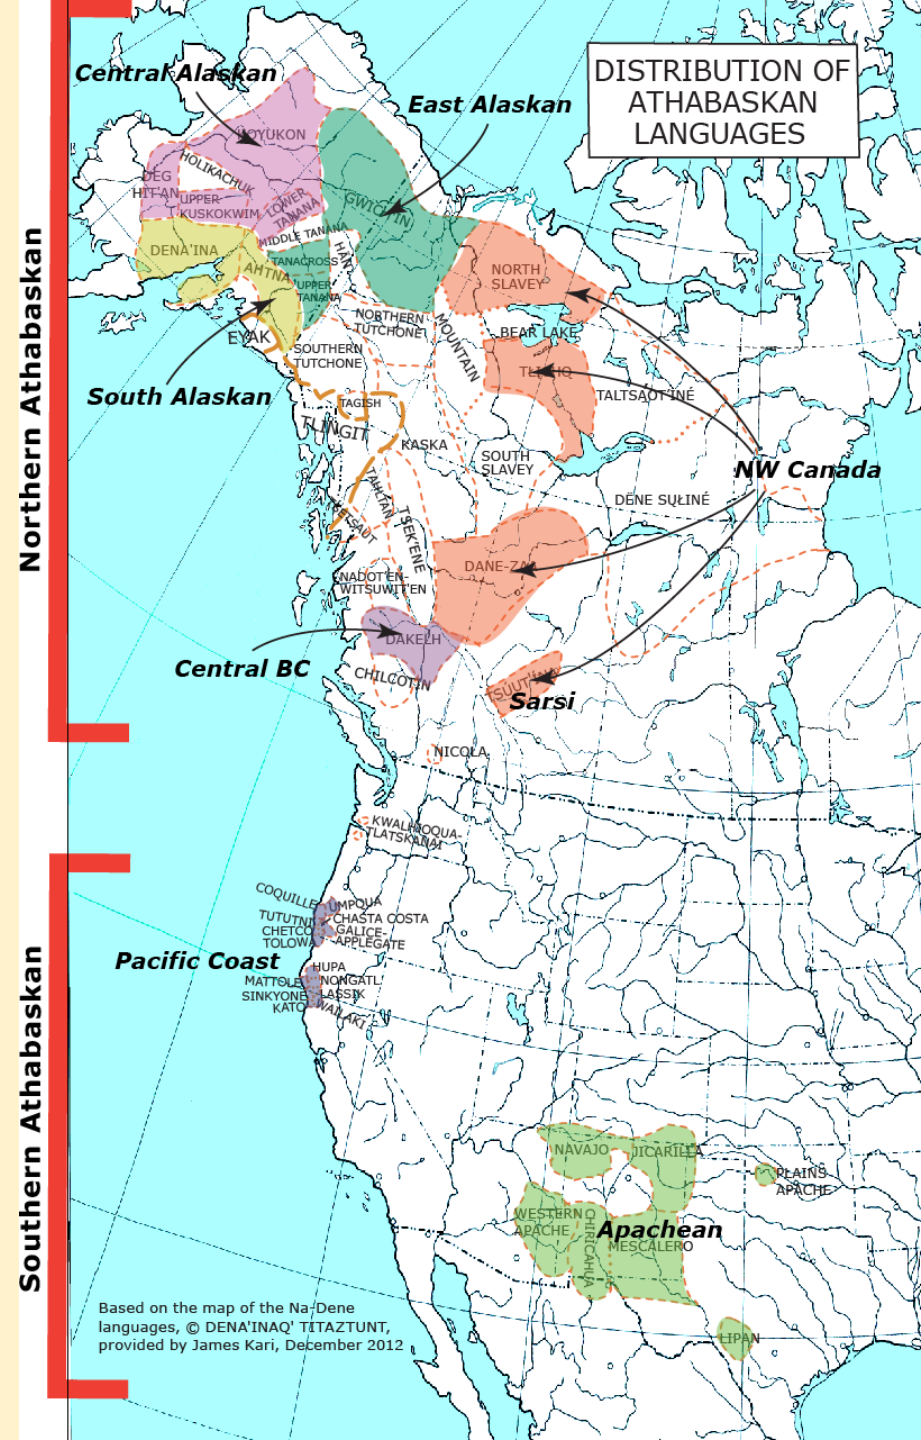 DISTRIBUTION OF
ATHABASKAN
LANGUAGES
Northern Athabaskan
Southern Athabaskan
Central Alaskan
East Alaskan
KOYUKON
HOLIKACHUK
DEG
HIT'AN
UPPER
KUSKOKWIM
LOWER
TANANA
GWICH'IN
MIDDLE TANANA
DENA'INA
AHTNA
TANACROSS
HÄN
UPPER
TANANA
NORTH
SLAVEY
NORTHERN
TUTCHONE
MOUNTAIN
BEAR LAKE
EYAK
SOUTHERN
TUTCHONE
TŁĮCHǪ
South Alaskan
TAGISH
TALTSÁOT'INÉ
TLINGIT
KASKA
SOUTH
SLAVEY
NW Canada
TAHLTAN
DËNE SUŁINÉ
TSETSAUT
TSEK'ENE
DANE-ZAA
NADOT'EN-
WITSUWIT'EN
DAKELH
Central BC
CHILCOTIN
TSUUT'INA
Sarsi
NICOLA
KWALHIOQUA-
TLATSKANAI
COQUILLE
UMPQUA
TUTUTNI
CHASTA COSTA
CHETCO
GALICE-
TOLOWA
APPLEGATE
Pacific Coast
HUPA
MATTOLE
NONGATL
SINKYONE
LASSIK
KATO
WAILAKI
NAVAJO
JICARILLA
PLAINS
APACHE
WESTERN
APACHE
CHIRICAHUA
Apachean
MESCALERO
LIPAN
Based on the map of the Na-Dene
languages, © DENA'INAQ' TITAZTUNT,
provided by James Kari, December 2012